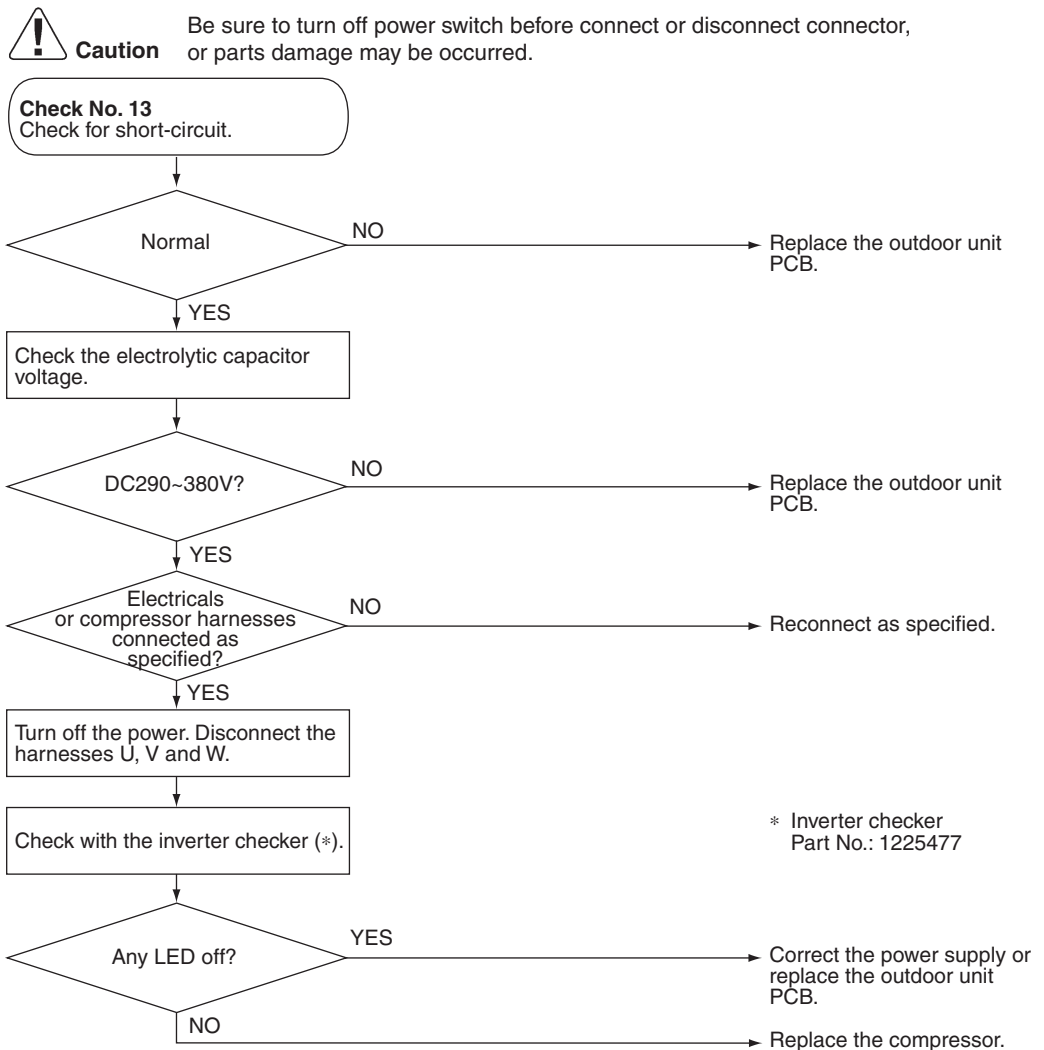 Be sure to turn off power switch before connect or disconnect connector,
Caution or parts damage may be occurred.
Check No. 13
Check for short-circuit.
Normal
NO
Replace the outdoor unit
PCB.
YES
Check the electrolytic capacitor
voltage.
DC290~380V?
NO
Replace the outdoor unit
PCB.
YES
Electricals
or compressor harnesses
connected as
specified?
NO
Reconnect as specified.
YES
Turn off the power. Disconnect the
harnesses U, V and W.
Check with the inverter checker (*).
* Inverter checker
Part No.: 1225477
Any LED off?
YES
Correct the power supply or
replace the outdoor unit
PCB.
NO
Replace the compressor.